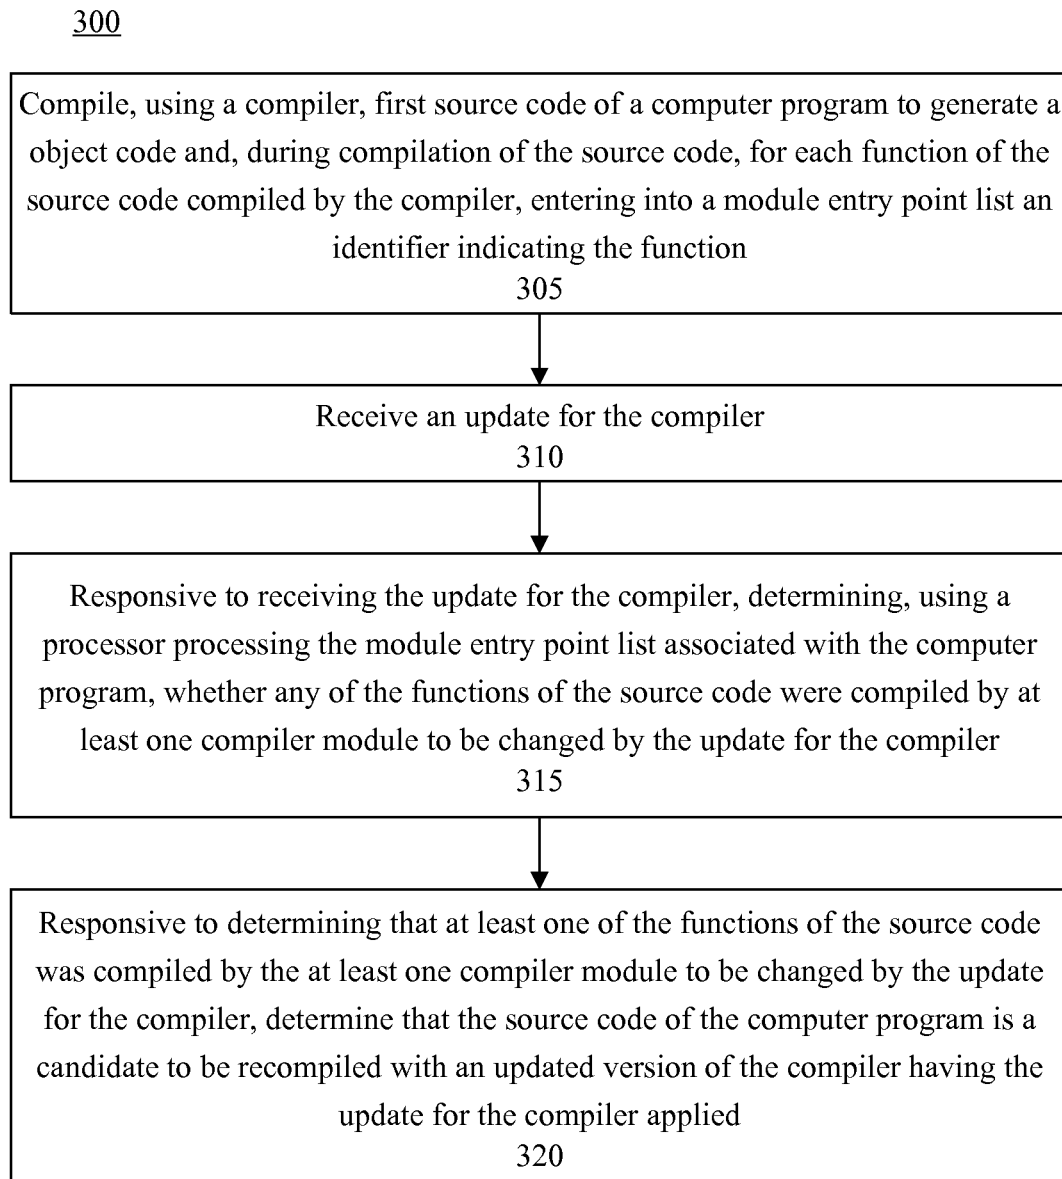 300
Compile, using a compiler, first source code of a computer program to generate a
object code and, during compilation of the source code, for each function of the
source code compiled by the compiler, entering into a module entry point list an
identifier indicating the function
305
Receive an update for the compiler
310
Responsive to receiving the update for the compiler, determining, using a
processor processing the module entry point list associated with the computer
program, whether any of the functions of the source code were compiled by at
least one compiler module to be changed by the update for the compiler
315
Responsive to determining that at least one of the functions of the source code
was compiled by the at least one compiler module to be changed by the update
for the compiler, determine that the source code of the computer program is a
candidate to be recompiled with an updated version of the compiler having the
update for the compiler applied
320